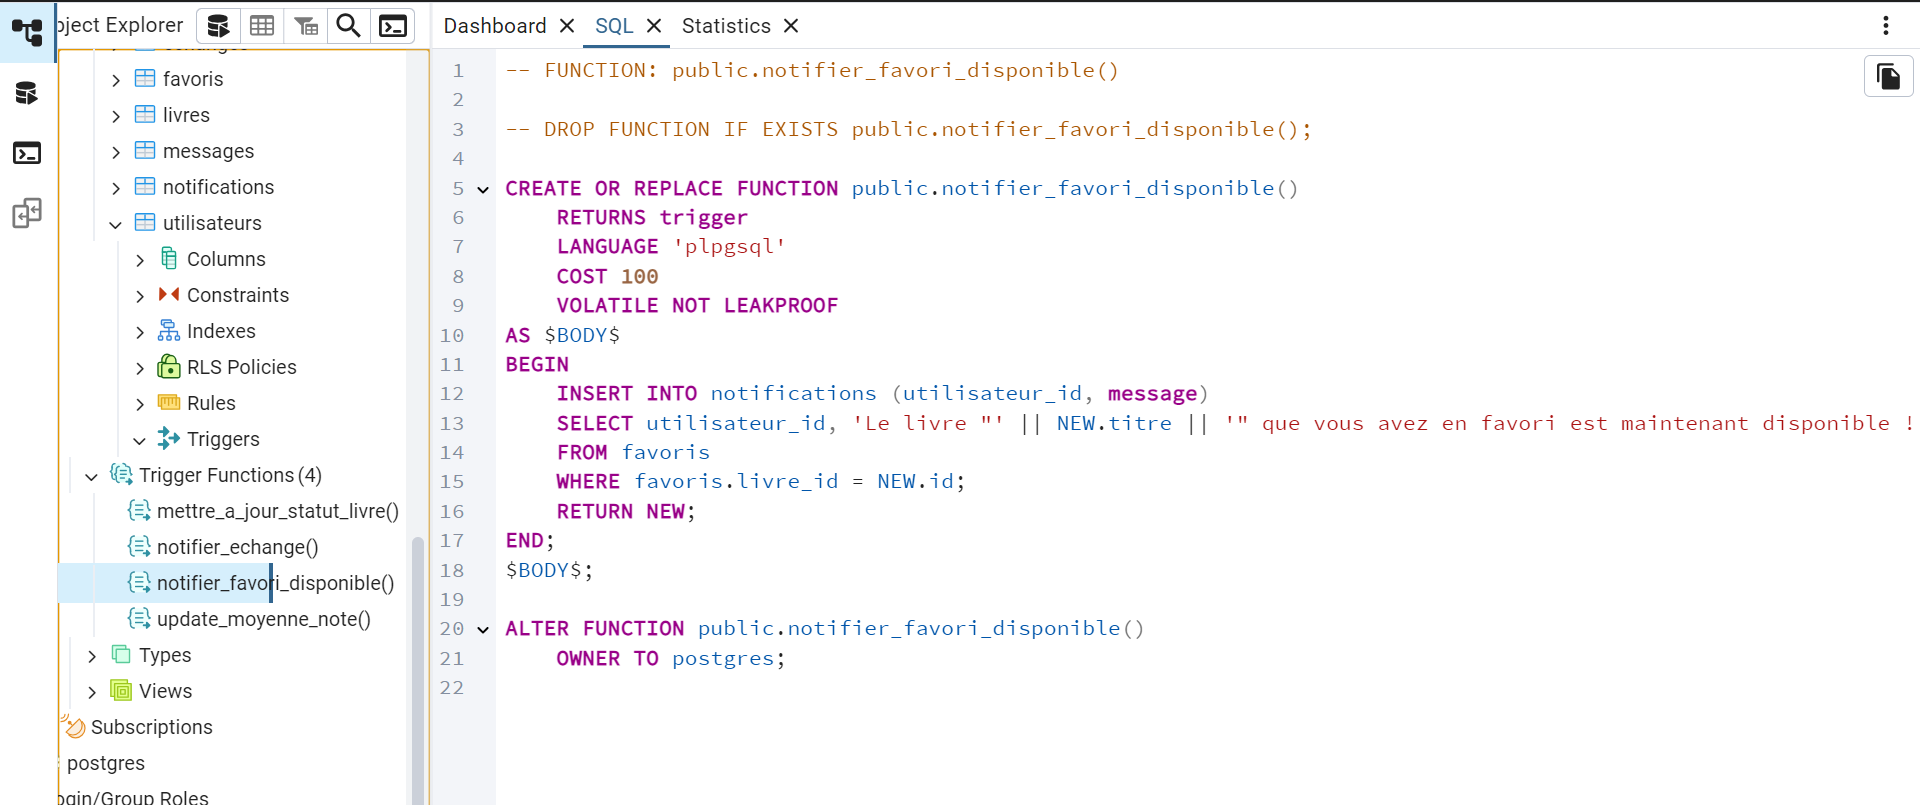 bject Explorer
Dashboard SQL Statistics
echanges
favoris
livres
messages
notifications
utilisateurs
Columns
Constraints
Indexes
RLS Policies
Rules
Triggers
Trigger Functions (4)
mettre_a_jour_statut_livre()
notifier_echange()
notifier_favori_disponible()
update_moyenne_note()
Types
Views
Subscriptions
postgres
ogin/Group Roles
1 -- FUNCTION: public.notifier_favori_disponible()
2
3 -- DROP FUNCTION IF EXISTS public.notifier_favori_disponible();
4
5 CREATE OR REPLACE FUNCTION public.notifier_favori_disponible()
6 RETURNS trigger
7 LANGUAGE 'plpgsql'
8 COST 100
9 VOLATILE NOT LEAKPROOF
10 AS $BODY$
11 BEGIN
12 INSERT INTO notifications (utilisateur_id, message)
13 SELECT utilisateur_id, 'Le livre "' || NEW.titre || '" que vous avez en favori est maintenant disponible !
14 FROM favoris
15 WHERE favoris.livre_id = NEW.id;
16 RETURN NEW;
17 END;
18 $BODY$;
19
20 ALTER FUNCTION public.notifier_favori_disponible()
21 OWNER TO postgres;
22